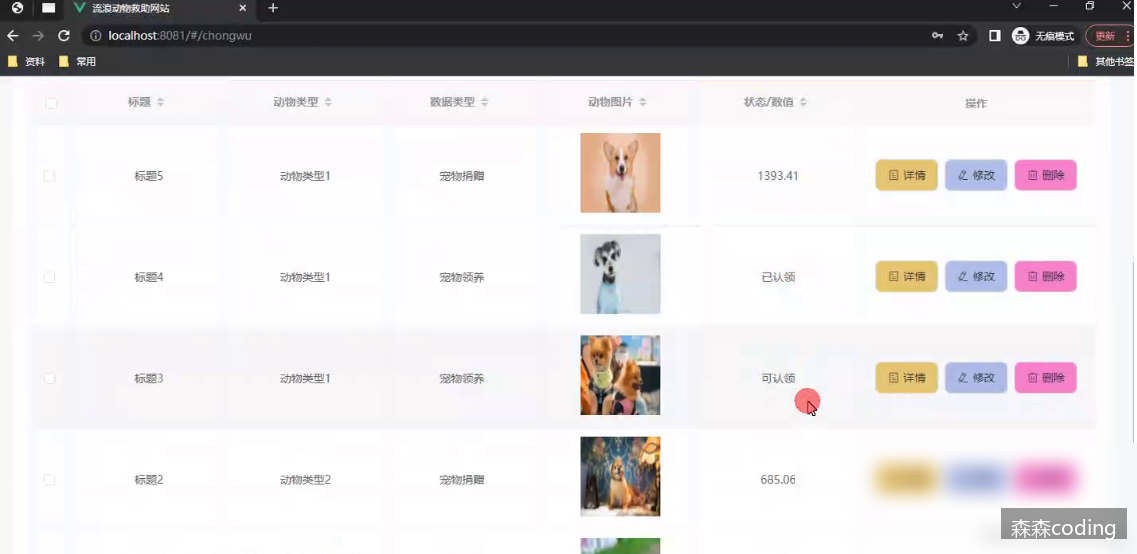 流浪动物救助网站
localhost:8081/#/chongwu
无痕模式
更新
资料
常用
其他书签
标题 动物类型 数据类型 动物图片 状态/数值 操作
标题5 动物类型1 宠物捐赠 1393.41 详情 修改 删除
标题4 动物类型1 宠物领养 已认领 详情 修改 删除
标题3 动物类型1 宠物领养 可认领 详情 修改 删除
标题2 动物类型2 宠物捐赠 685.06
森森coding